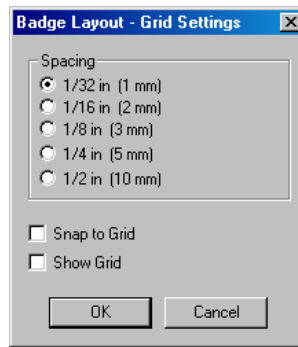 Badge Layout - Grid Settings
Spacing
1/32 in (1 mm)
1/16 in (2 mm)
1/8 in (3 mm)
1/4 in (5 mm)
1/2 in (10 mm)
Snap to Grid
Show Grid
OK Cancel